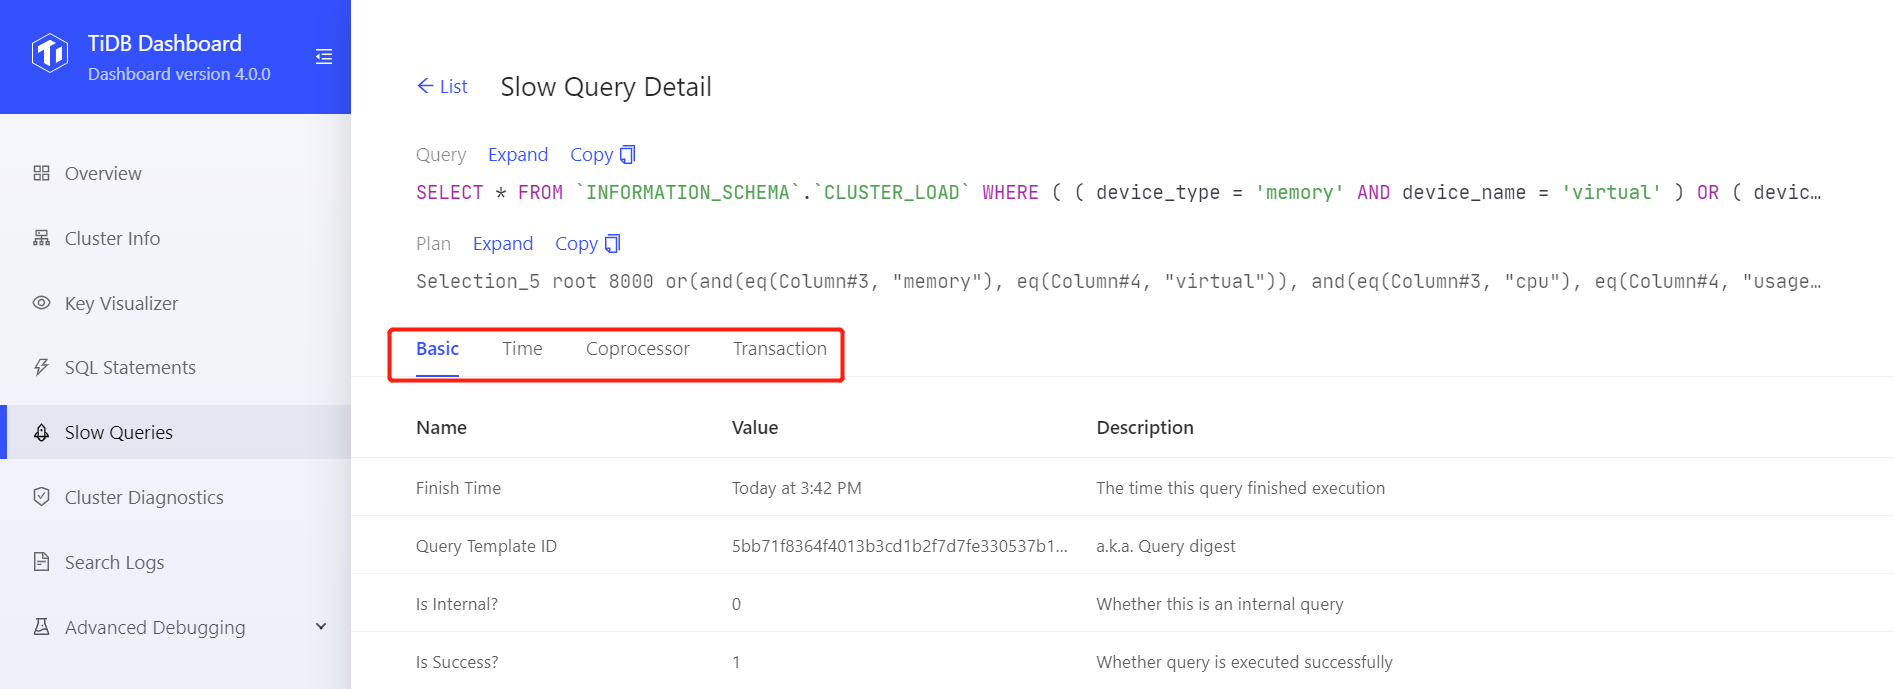 TiDB Dashboard
Dashboard version 4.0.0
Overview
Cluster Info
Key Visualizer
SQL Statements
Slow Queries
Cluster Diagnostics
Search Logs
Advanced Debugging
← List Slow Query Detail
Query Expand Copy
SELECT * FROM `INFORMATION_SCHEMA`.`CLUSTER_LOAD` WHERE ( ( device_type = 'memory' AND device_name = 'virtual' ) OR ( devic…
Plan Expand Copy
Selection_5 root 8000 or(and(eq(Column#3, "memory"), eq(Column#4, "virtual")), and(eq(Column#3, "cpu"), eq(Column#4, "usage…
Basic Time Coprocessor Transaction
Name Value Description
Finish Time Today at 3:42 PM The time this query finished execution
Query Template ID 5bb71f8364f4013b3cd1b2f7d7fe330537b1... a.k.a. Query digest
Is Internal? 0 Whether this is an internal query
Is Success? 1 Whether query is executed successfully